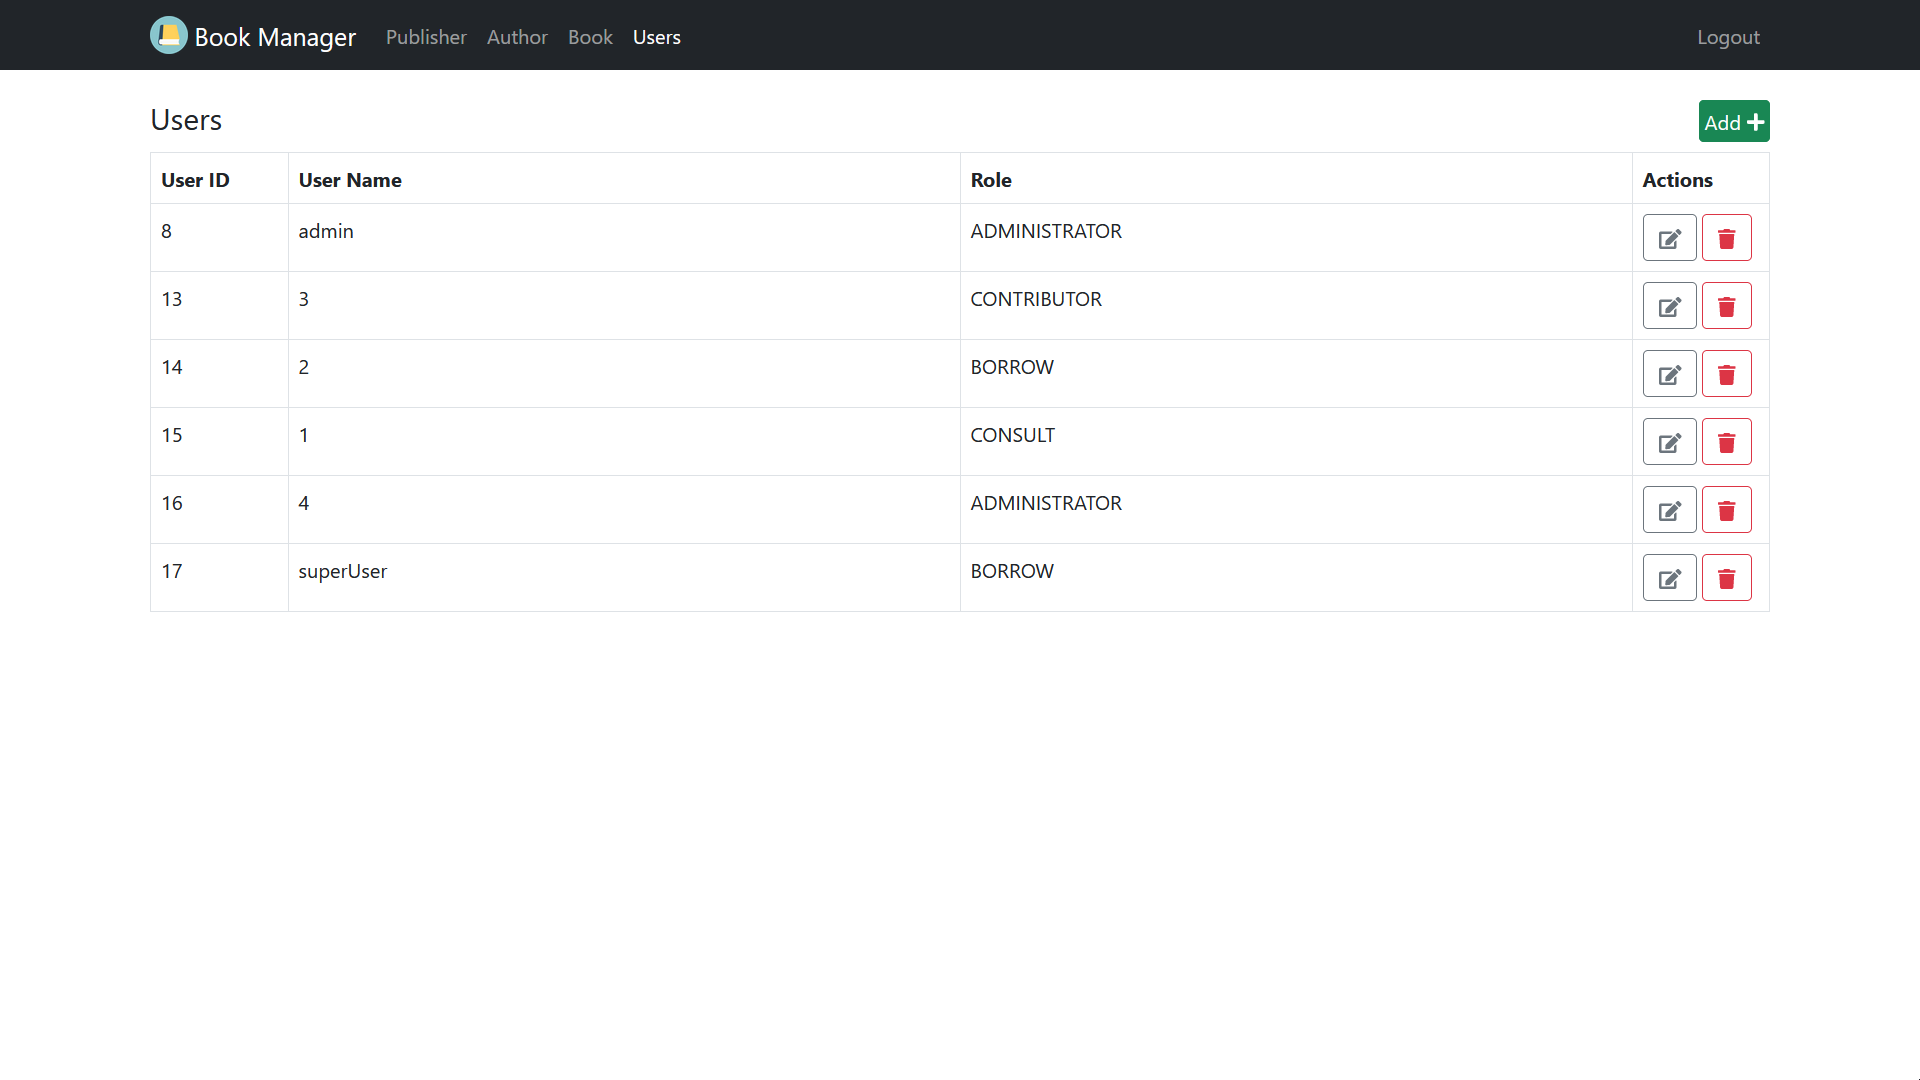 Book Manager Publisher Author Book Users Logout
Users Add
User ID User Name Role Actions
8 admin ADMINISTRATOR
13 3 CONTRIBUTOR
14 2 BORROW
15 1 CONSULT
16 4 ADMINISTRATOR
17 superUser BORROW